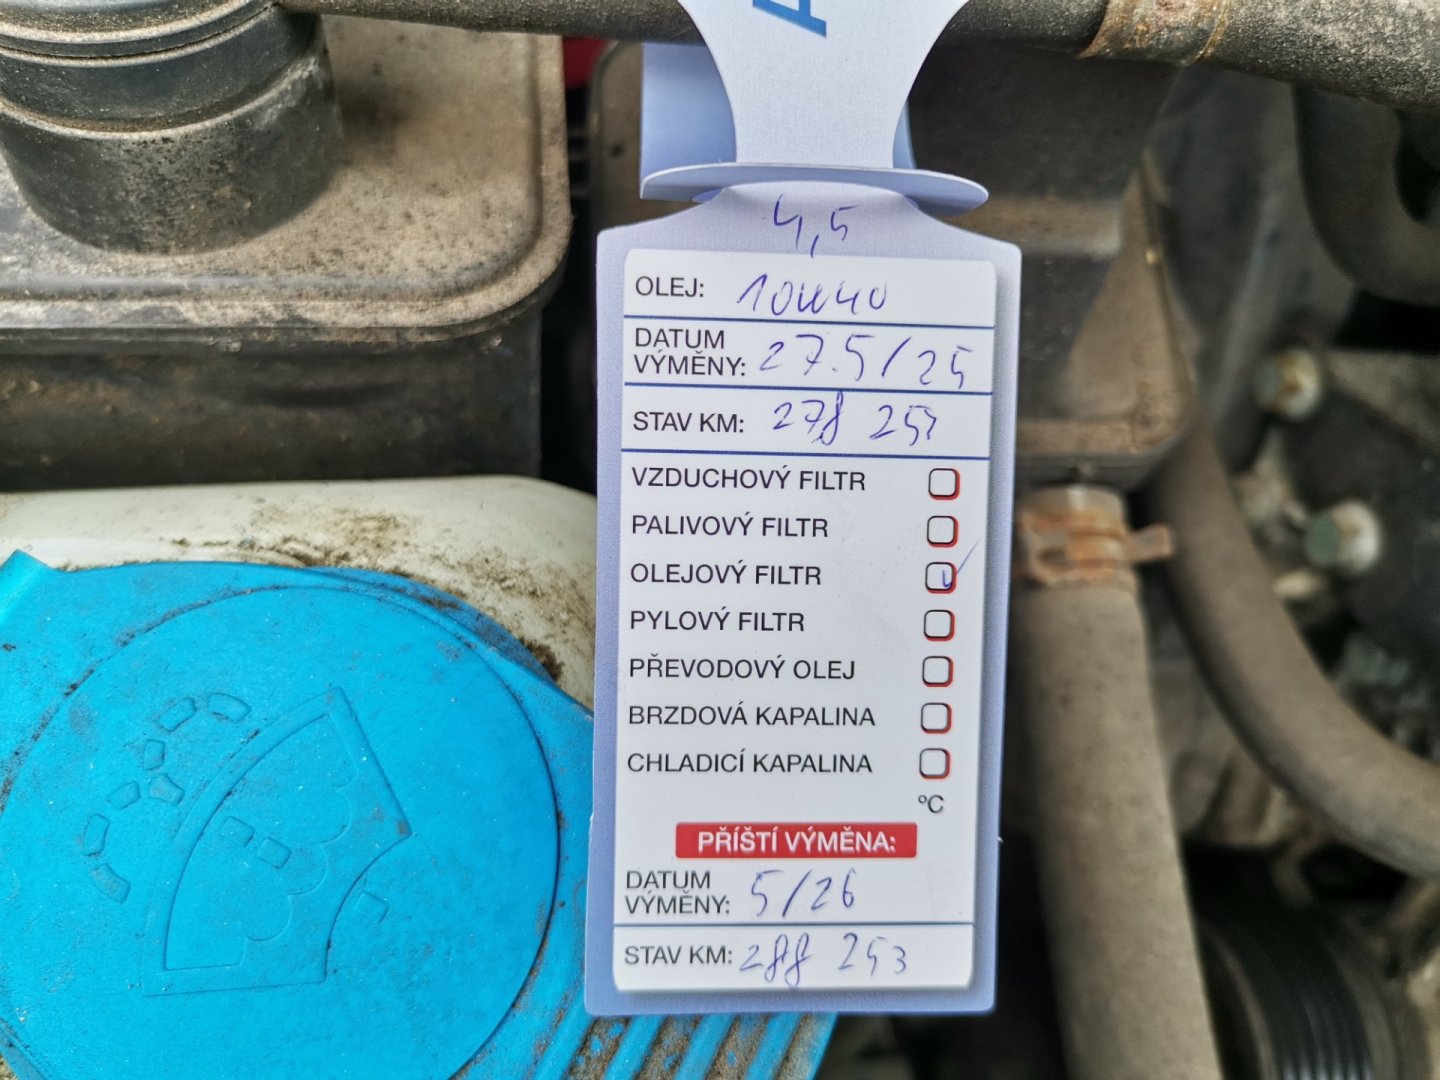 4,5
OLEJ: 10W40
DATUM
VÝMĚNY: 27.5/25
STAV KM: 278 253
VZDUCHOVÝ FILTR
PALIVOVÝ FILTR
OLEJOVÝ FILTR
PYLOVÝ FILTR
PŘEVODOVÝ OLEJ
BRZDOVÁ KAPALINA
CHLADICÍ KAPALINA
°C
PŘÍŠTÍ VÝMĚNA:
DATUM
VÝMĚNY: 5/26
STAV KM: 288 253